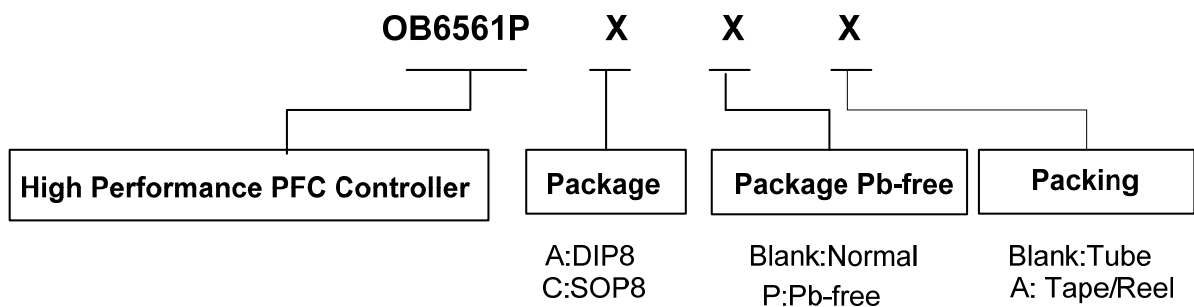 OB6561P X X X
High Performance PFC Controller
Package
Package Pb-free
Packing
A:DIP8
C:SOP8
Blank:Normal
P:Pb-free
Blank:Tube
A: Tape/Reel